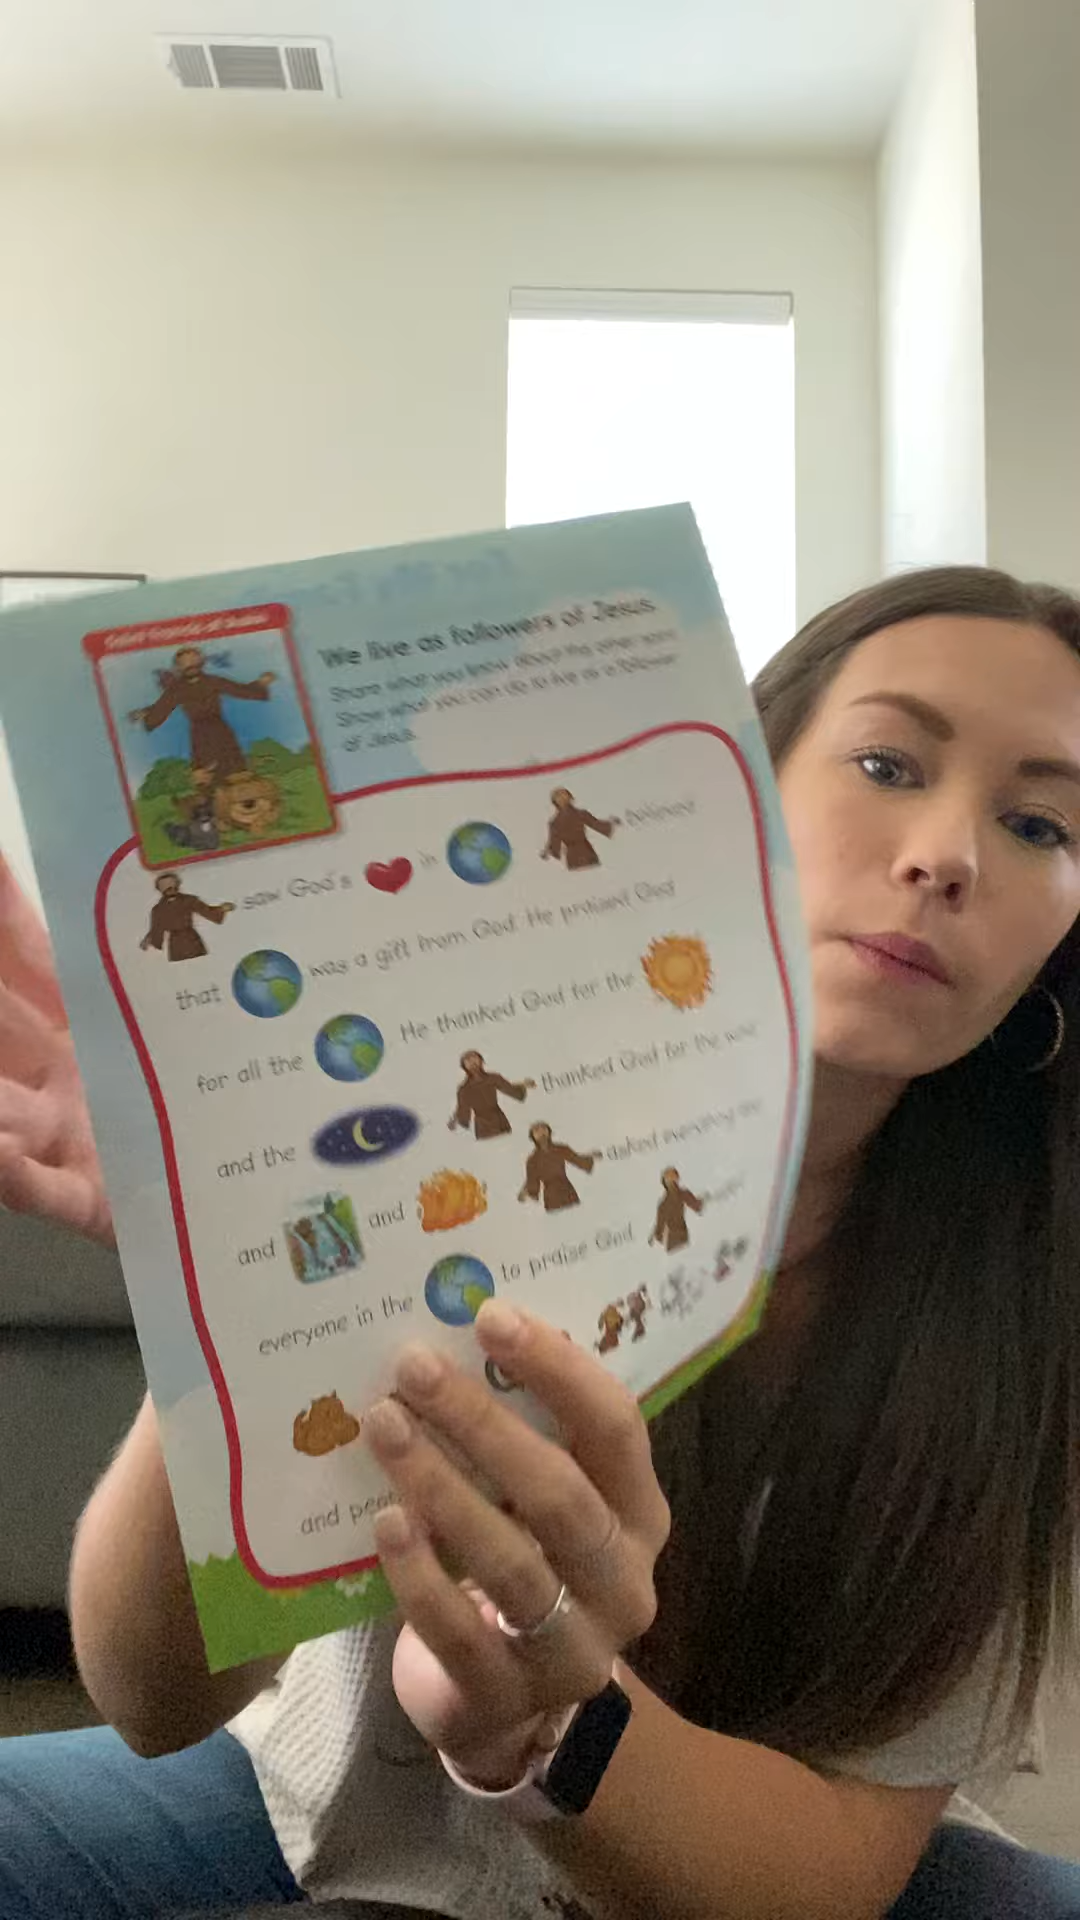 We live as followers of Jesus.
Share what you know about the other saint
Show what you can do to live as a follower
of Jesus.
saw God's in believed
that was a gift from God. He praised God
for all the He thanked God for the
and the thanked God for the
and and asked everyone
everyone in the to praise God.
and